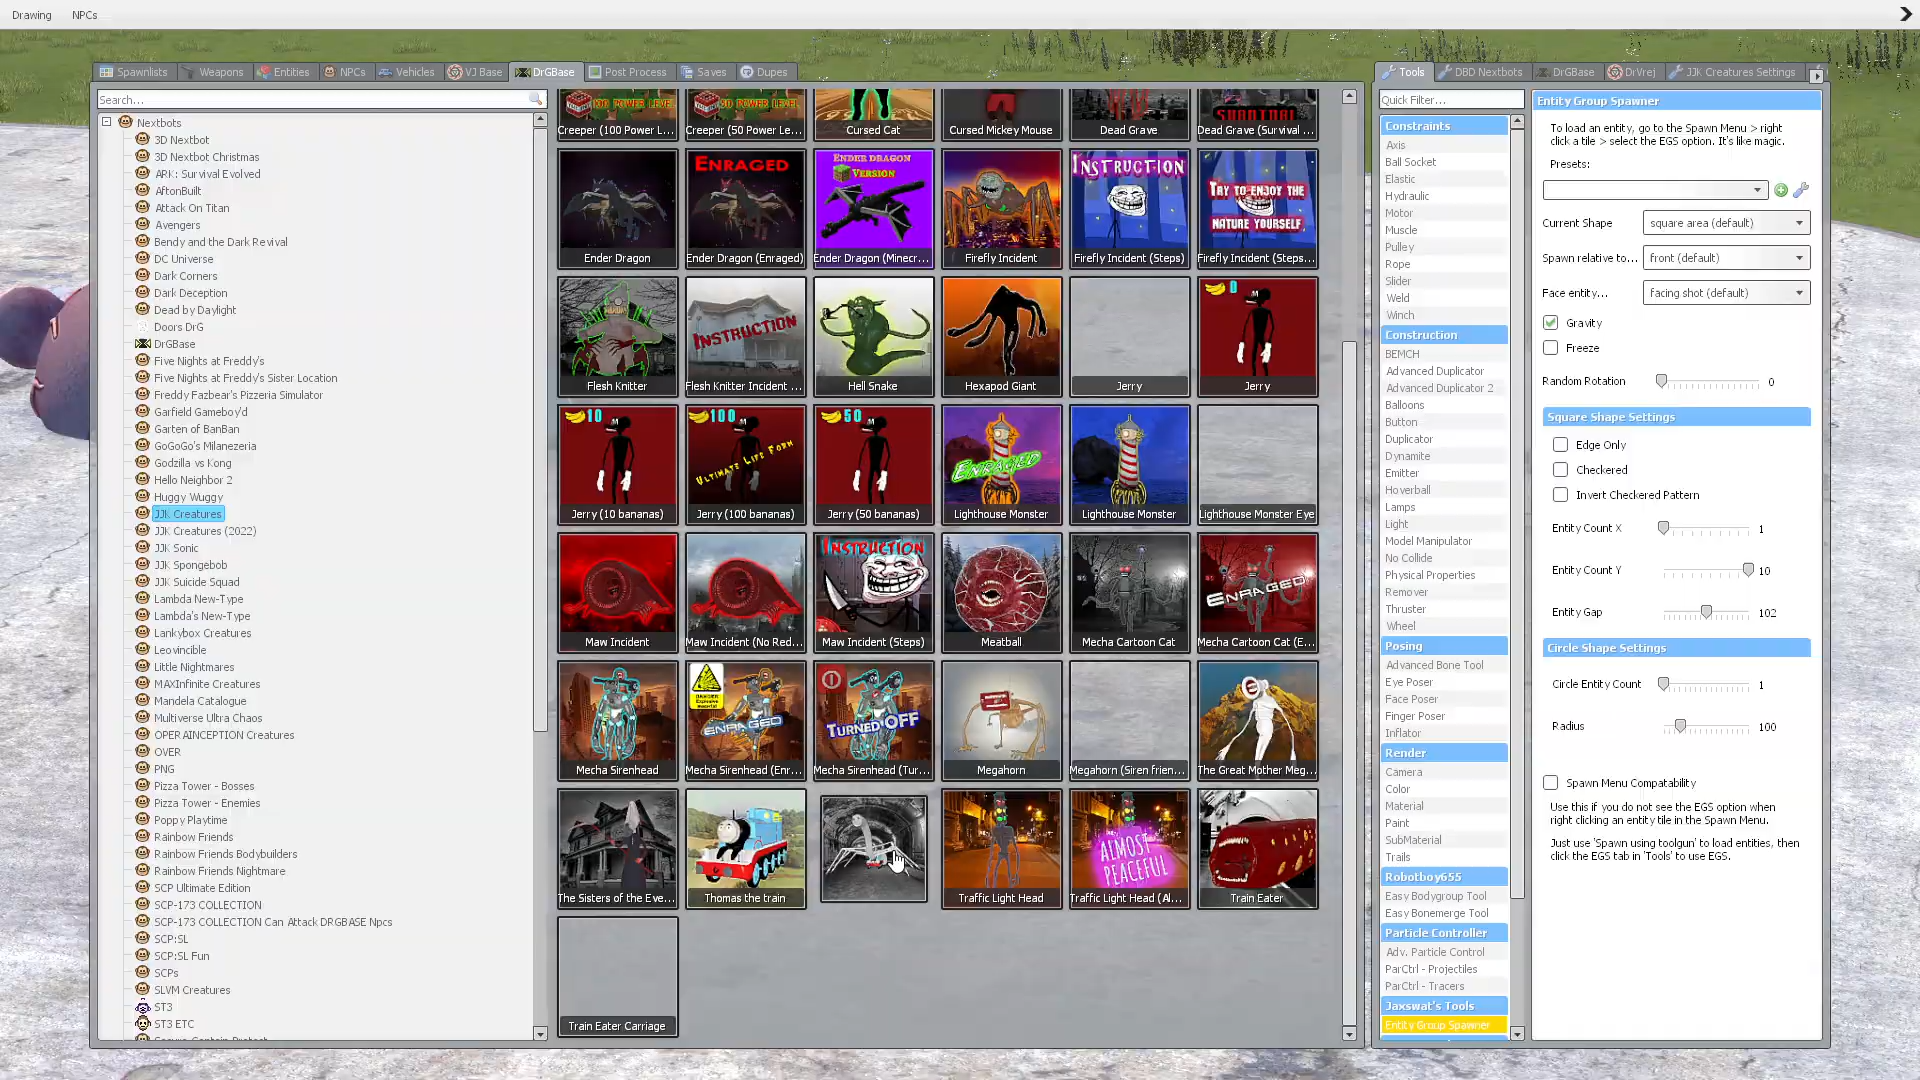 Drawing NPCs
Spawnlists Weapons Entities NPCs Vehicles VJ Base DrGBase Post Process Saves Dupes
Tools DBD Nextbots DrGBase DrVrej JJK Creatures Settings
Search...
Nextbots
3D Nextbot
3D Nextbot Christmas
ARK: Survival Evolved
AftonBuilt
Attack On Titan
Avengers
Bendy and the Dark Revival
DC Universe
Dark Corners
Dark Deception
Dead by Daylight
Doors DrG
DrGBase
Five Nights at Freddy's
Five Nights at Freddy's Sister Location
Freddy Fazbear's Pizzeria Simulator
Garfield Gameboy'd
Garten of BanBan
GoGoGo's Milanezeria
Godzilla vs Kong
Hello Neighbor 2
Huggy Wuggy
JJK Creatures
JJK Creatures (2022)
JJK Sonic
JJK Spongebob
JJK Suicide Squad
Lambda New-Type
Lambda's New-Type
Lankybox Creatures
Leovincible
Little Nightmares
MAXInfinite Creatures
Mandela Catalogue
Multiverse Ultra Chaos
OPERAINCEPTION Creatures
OVER
PNG
Pizza Tower - Bosses
Pizza Tower - Enemies
Poppy Playtime
Rainbow Friends
Rainbow Friends Bodybuilders
Rainbow Friends Nightmare
SCP Ultimate Edition
SCP-173 COLLECTION
SCP-173 COLLECTION Can Attack DRGBASE Npcs
SCP:SL
SCP:SL Fun
SCPs
SLVM Creatures
ST3
ST3 ETC
100 POWER LEVEL
Creeper (100 Power L...
Creeper (50 Power Le...
Cursed Cat
Cursed Mickey Mouse
Dead Grave
Dead Grave (Survival ...
Ender Dragon
ENRAGED
Ender Dragon (Enraged)
ENDER DRAGON
VERSION
Ender Dragon (Minecr...
Firefly Incident
INSTRUCTION
Firefly Incident (Steps)
TRY TO ENJOY THE
NATURE YOURSELF
Firefly Incident (Steps...
Flesh Knitter
INSTRUCTION
Flesh Knitter Incident ...
Hell Snake
Hexapod Giant
Jerry
0
Jerry
10
Jerry (10 bananas)
100
ULTIMATE LIFE FORM
Jerry (100 bananas)
50
Jerry (50 bananas)
ENRAGED
Lighthouse Monster
Lighthouse Monster
Lighthouse Monster Eye
Maw Incident
Maw Incident (No Red...
INSTRUCTION
Maw Incident (Steps)
Meatball
Mecha Cartoon Cat
ENRAGED
Mecha Cartoon Cat (E...
Mecha Sirenhead
ENRAGED
Mecha Sirenhead (Enr...
TURNED OFF
Mecha Sirenhead (Tur...
Megahorn
Megahorn (Siren frien...
The Great Mother Meg...
The Sisters of the Eve...
Thomas the train
Traffic Light Head
ALMOST
PEACEFUL
Traffic Light Head (Al...
Train Eater
Train Eater Carriage
Quick Filter...
Constraints
Axis
Ball Socket
Elastic
Hydraulic
Motor
Muscle
Pulley
Rope
Slider
Weld
Winch
Construction
BEMCH
Advanced Duplicator
Advanced Duplicator 2
Balloons
Button
Duplicator
Dynamite
Emitter
Hoverball
Lamps
Light
Model Manipulator
No Collide
Physical Properties
Remover
Thruster
Wheel
Posing
Advanced Bone Tool
Eye Poser
Face Poser
Finger Poser
Inflator
Render
Camera
Color
Material
Paint
SubMaterial
Trails
Robotboy655
Easy Bodygroup Tool
Easy Bonemerge Tool
Particle Controller
Adv. Particle Control
ParCtrl - Projectiles
ParCtrl - Tracers
Jaxswat's Tools
Entity Group Spawner
Entity Group Spawner
To load an entity, go to the Spawn Menu > right
click a tile > select the EGS option. It's like magic.
Presets:
Current Shape square area (default)
Spawn relative to... front (default)
Face entity... facing shot (default)
Gravity
Freeze
Random Rotation 0
Square Shape Settings
Edge Only
Checkered
Invert Checkered Pattern
Entity Count X 1
Entity Count Y 10
Entity Gap 102
Circle Shape Settings
Circle Entity Count 1
Radius 100
Spawn Menu Compatability
Use this if you do not see the EGS option when
right clicking an entity tile in the Spawn Menu.
Just use 'Spawn using toolgun' to load entities, then
click the EGS tab in 'Tools' to use EGS.